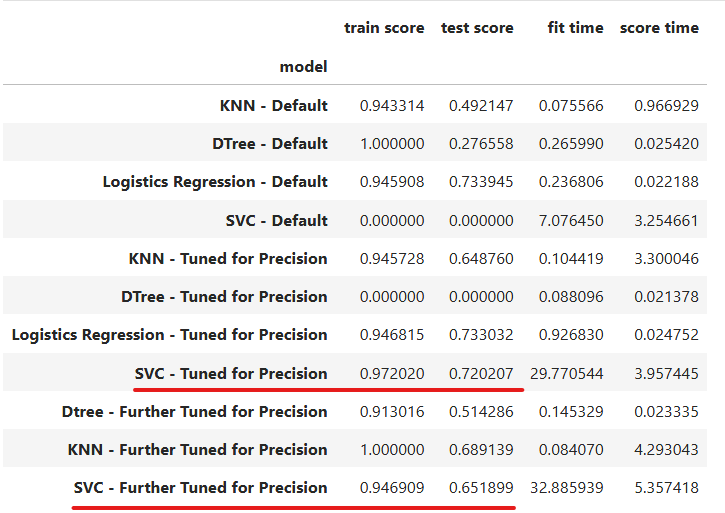 train score test score fit time score time
model
KNN - Default 0.943314 0.492147 0.075566 0.966929
DTree - Default 1.000000 0.276558 0.265990 0.025420
Logistics Regression - Default 0.945908 0.733945 0.236806 0.022188
SVC - Default 0.000000 0.000000 7.076450 3.254661
KNN - Tuned for Precision 0.945728 0.648760 0.104419 3.300046
DTree - Tuned for Precision 0.000000 0.000000 0.088096 0.021378
Logistics Regression - Tuned for Precision 0.946815 0.733032 0.926830 0.024752
SVC - Tuned for Precision 0.972020 0.720207 29.770544 3.957445
Dtree - Further Tuned for Precision 0.913016 0.514286 0.145329 0.023335
KNN - Further Tuned for Precision 1.000000 0.689139 0.084070 4.293043
SVC - Further Tuned for Precision 0.946909 0.651899 32.885939 5.357418